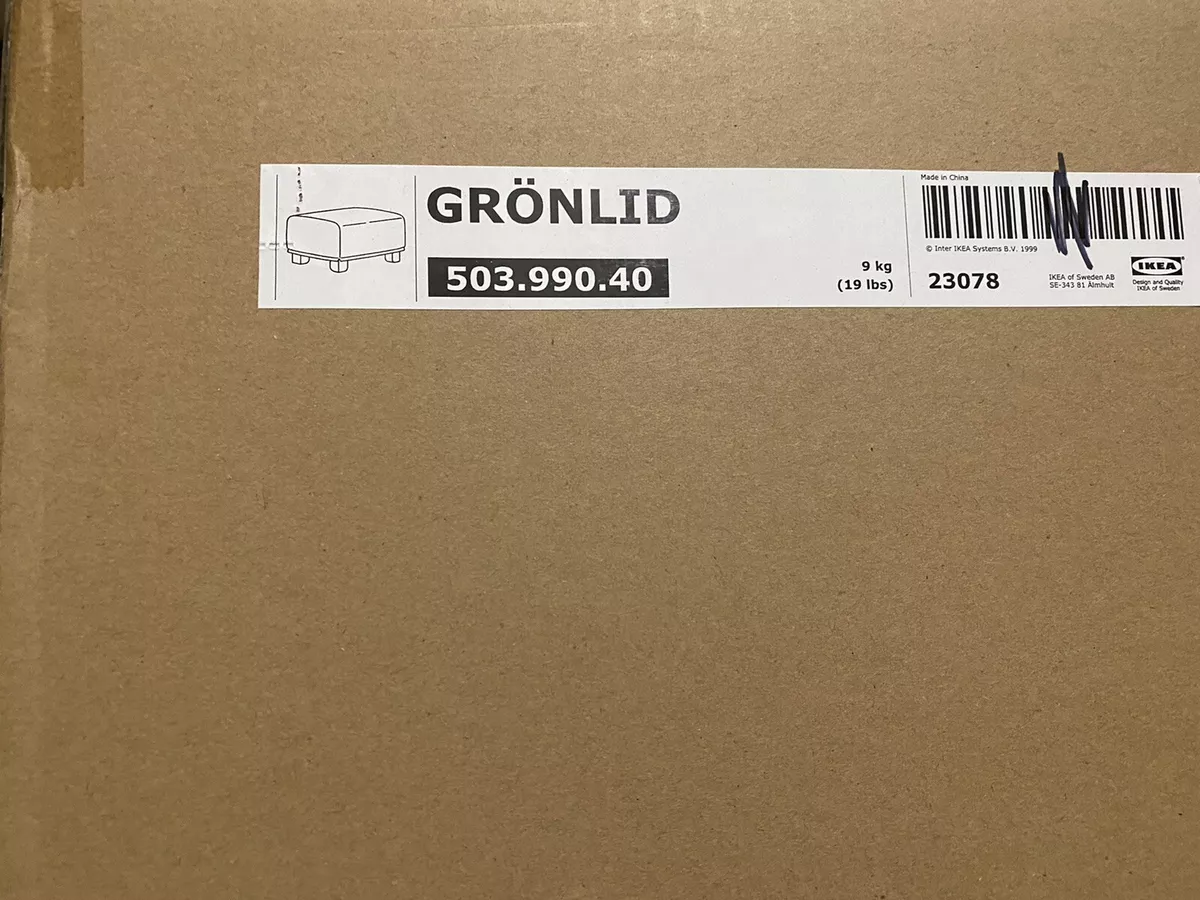 GRÖNLID
503.990.40
9 kg
(19 lbs)
Made in China
© Inter IKEA Systems B.V. 1999
23078
IKEA of Sweden AB
SE-343 81 Älmhult
IKEA
Design and Quality
IKEA of Sweden